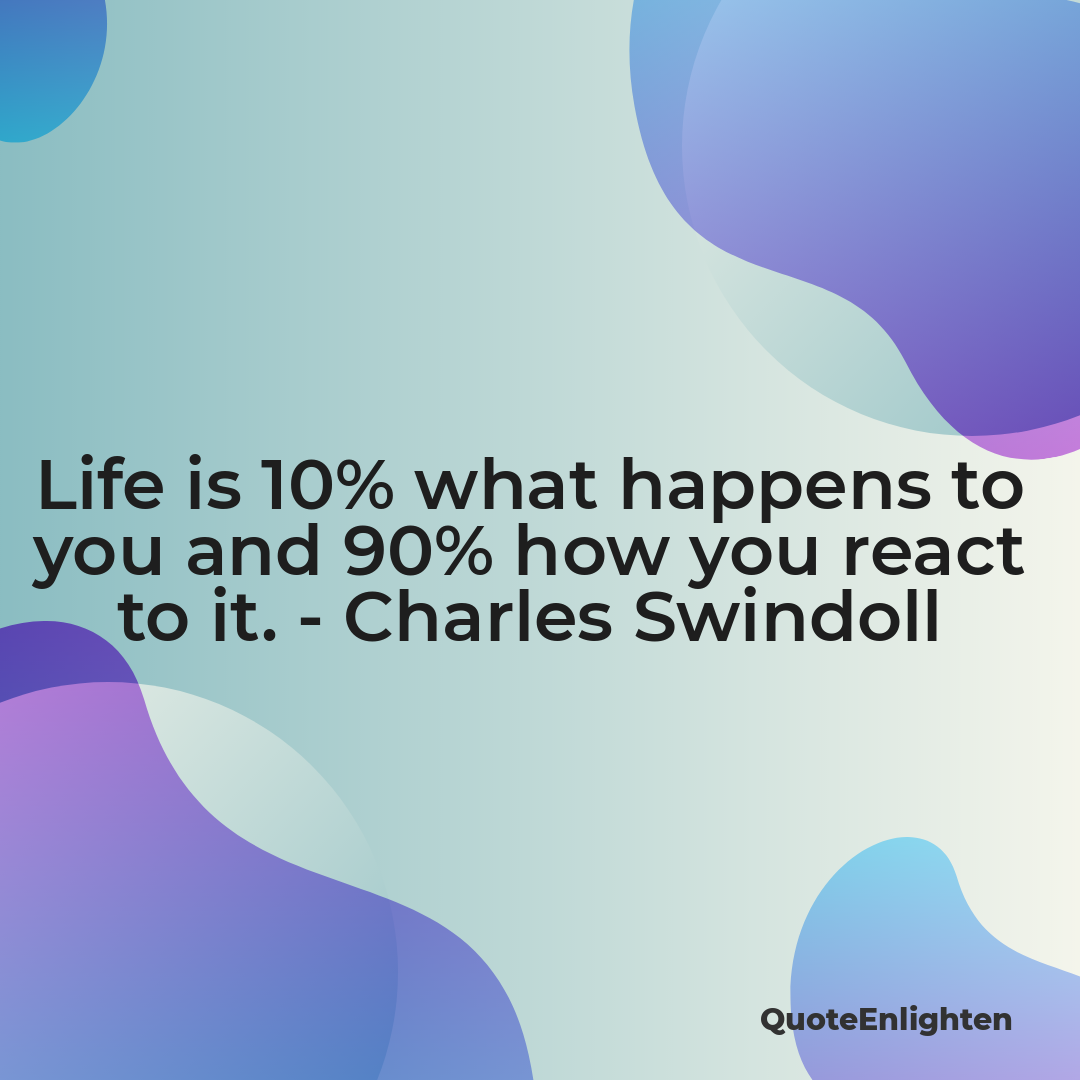 Life is 10% what happens to
you and 90% how you react
to it. - Charles Swindoll
QuoteEnlighten